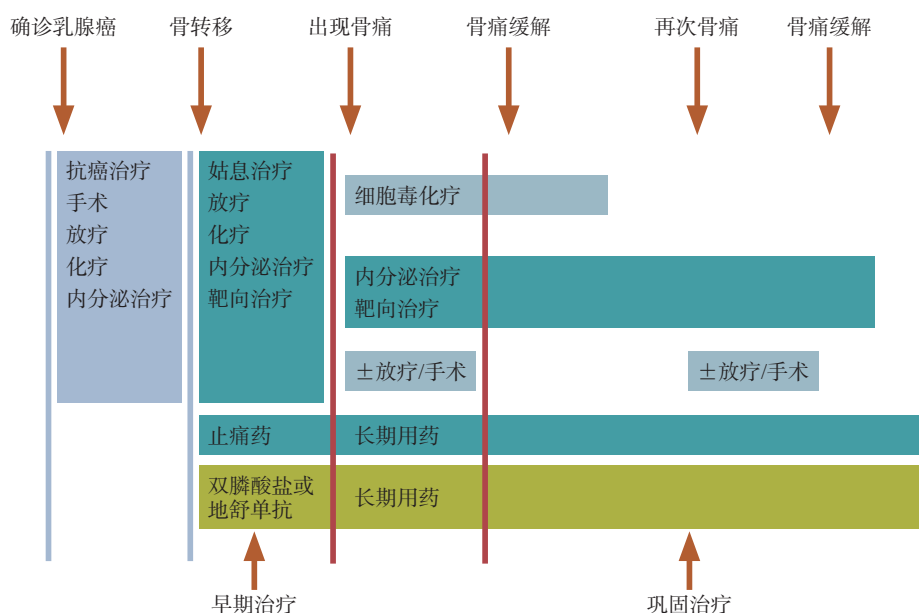 确诊乳腺癌
骨转移
出现骨痛
骨痛缓解
再次骨痛
骨痛缓解
抗癌治疗
手术
放疗
化疗
内分泌治疗
姑息治疗
放疗
化疗
内分泌治疗
靶向治疗
细胞毒化疗
内分泌治疗
靶向治疗
±放疗/手术
±放疗/手术
止痛药
长期用药
双膦酸盐或
地舒单抗
长期用药
早期治疗
巩固治疗